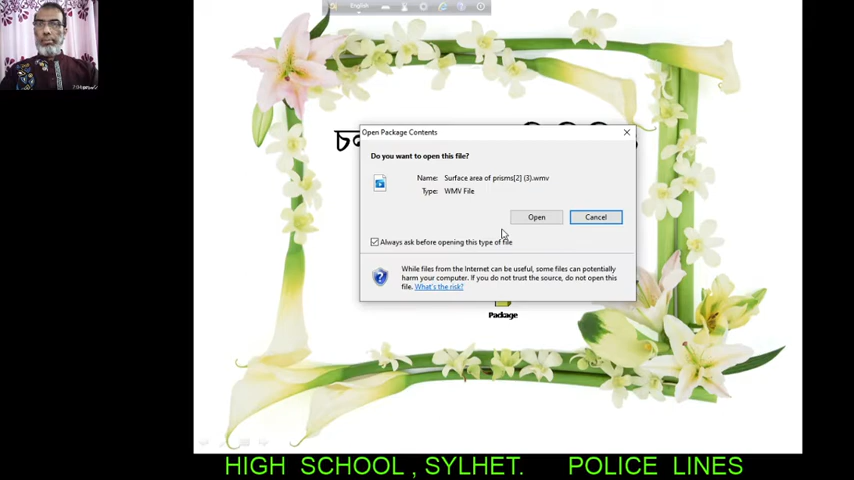 English
Open Package Contents
Do you want to open this file?
Name: Surface area of prisms[2] (3).wmv
Type: WMV File
Open
Cancel
Always ask before opening this type of file
While files from the Internet can be useful, some files can potentially
harm your computer. If you do not trust the source, do not open this
file. What's the risk?
Package
HIGH SCHOOL , SYLHET. POLICE LINES